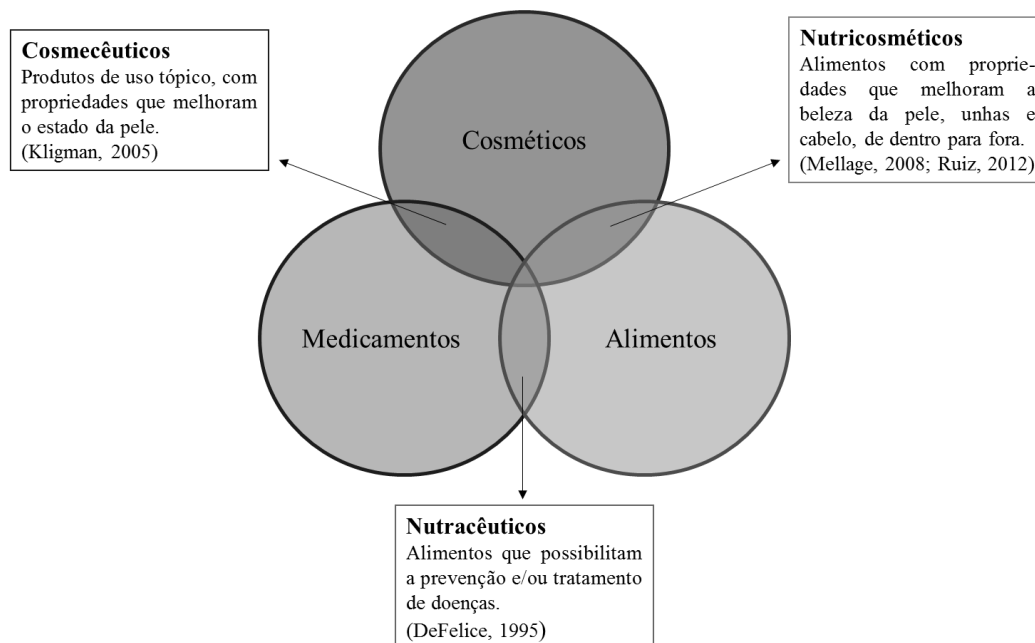 Cosmecêuticos
Produtos de uso tópico, com
propriedades que melhoram
o estado da pele.
(Kligman, 2005)
Nutricosméticos
Alimentos com proprie-
dades que melhoram a
beleza da pele, unhas e
cabelo, de dentro para fora.
(Mellage, 2008; Ruiz, 2012)
Cosméticos
Medicamentos
Alimentos
Nutracêuticos
Alimentos que possibilitam
a prevenção e/ou tratamento
de doenças.
(DeFelice, 1995)